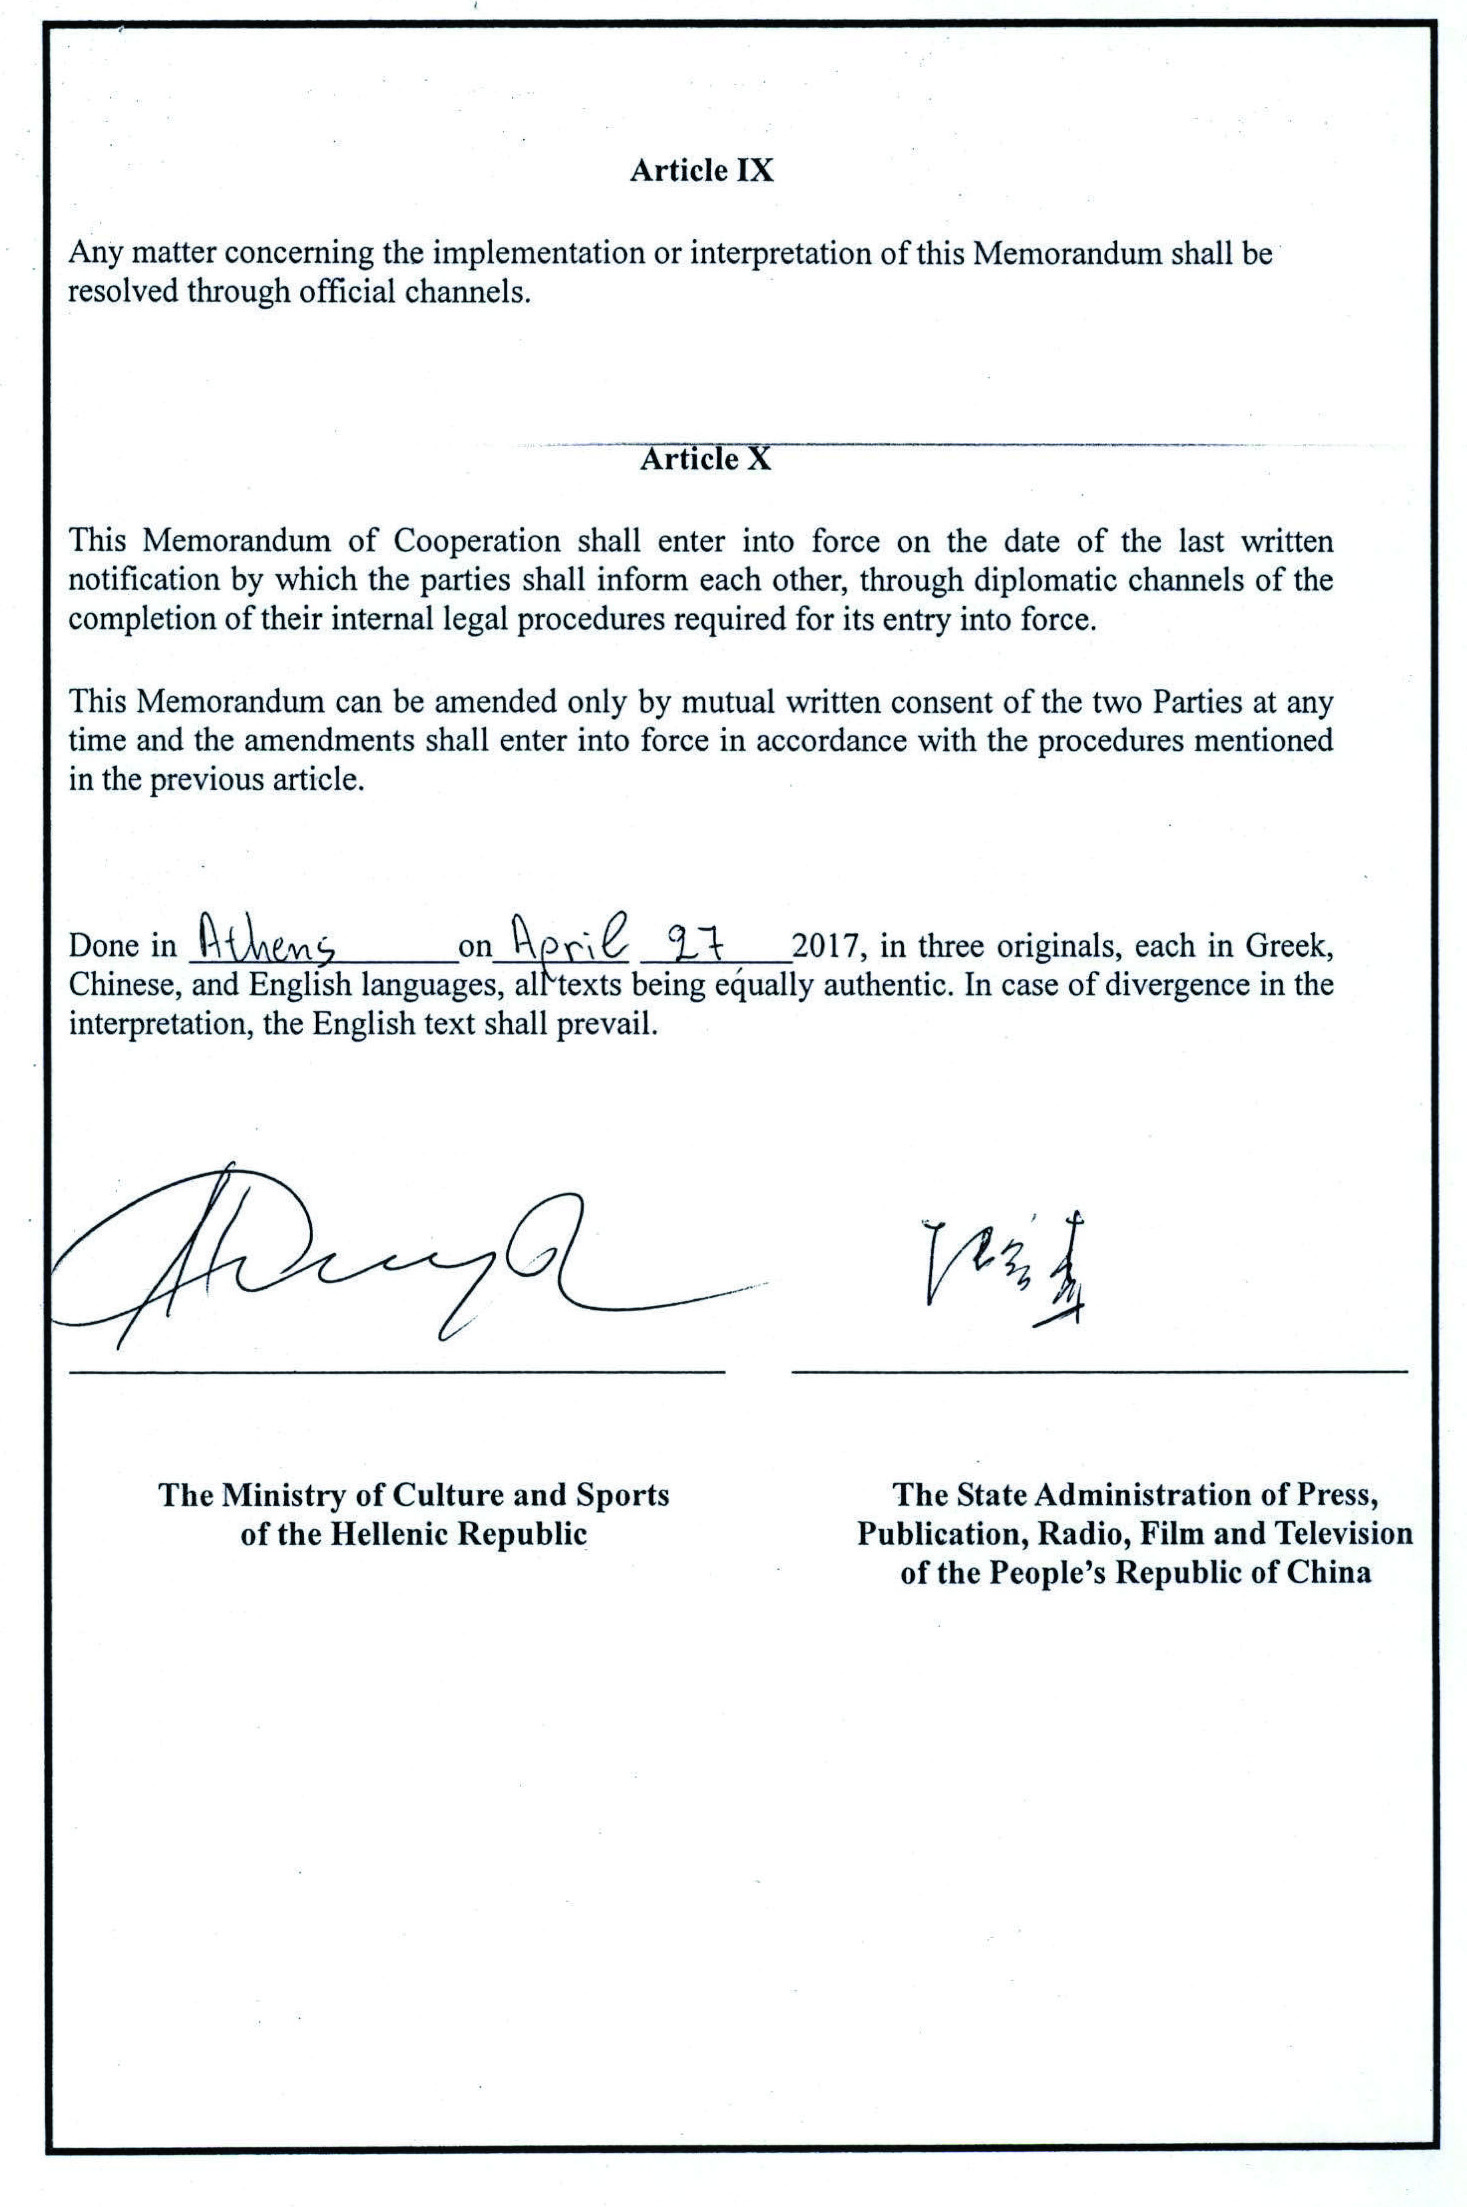 Article IX
Any matter concerning the implementation or interpretation of this Memorandum shall be
resolved through official channels.
Article X
This Memorandum of Cooperation shall enter into force on the date of the last written
notification by which the parties shall inform each other, through diplomatic channels of the
completion of their internal legal procedures required for its entry into force.
This Memorandum can be amended only by mutual written consent of the two Parties at any
time and the amendments shall enter into force in accordance with the procedures mentioned
in the previous article.
Done in Athens on April 27 2017, in three originals, each in Greek,
Chinese, and English languages, all texts being equally authentic. In case of divergence in the
interpretation, the English text shall prevail.
The Ministry of Culture and Sports
of the Hellenic Republic
The State Administration of Press,
Publication, Radio, Film and Television
of the People's Republic of China